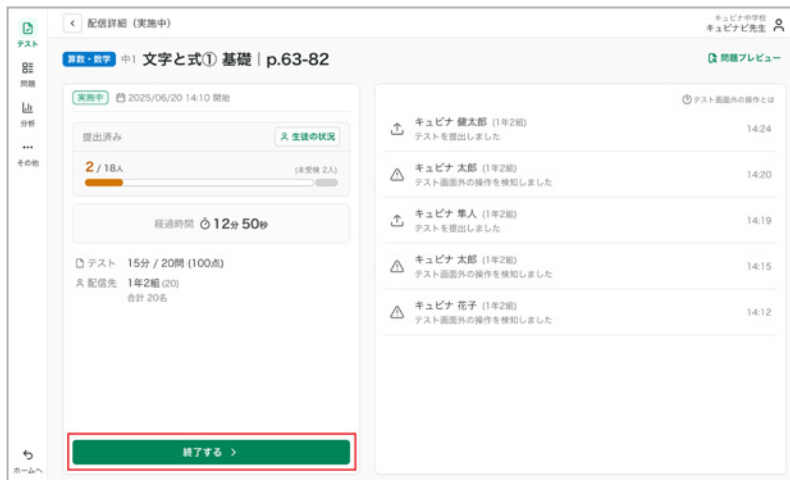 テスト
問題
分析
その他
ホームへ
配信詳細（実施中）
キュビナ中学校
キュビナビ先生
算数・数学 中1 文字と式① 基礎｜p.63-82
問題プレビュー
実施中 2025/06/20 14:10 開始
提出済み
生徒の状況
2 / 18人
(未受検 2人)
経過時間 12分 50秒
テスト 15分 / 20問 (100点)
配信先 1年2組 (20)
合計 20名
終了する
テスト画面外の操作とは
キュビナ 健太郎 (1年2組)
テストを提出しました
14:24
キュビナ 太郎 (1年2組)
テスト画面外の操作を検知しました
14:20
キュビナ 隼人 (1年2組)
テストを提出しました
14:19
キュビナ 太郎 (1年2組)
テスト画面外の操作を検知しました
14:15
キュビナ 花子 (1年2組)
テスト画面外の操作を検知しました
14:12